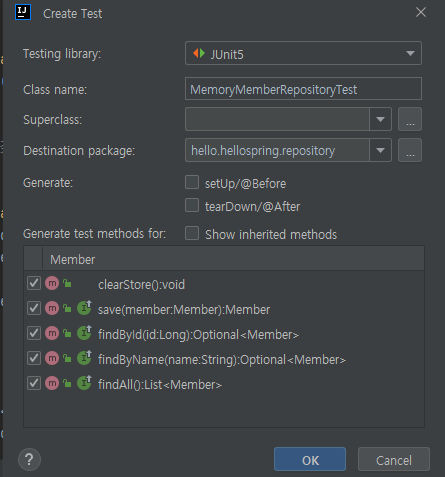 Create Test
Testing library: JUnit5
Class name: MemoryMemberRepositoryTest
Superclass: ...
Destination package: hello.hellospring.repository ...
Generate: setUp/@Before
tearDown/@After
Generate test methods for: Show inherited methods
Member
clearStore():void
save(member:Member):Member
findById(id:Long):Optional<Member>
findByName(name:String):Optional<Member>
findAll():List<Member>
? OK Cancel